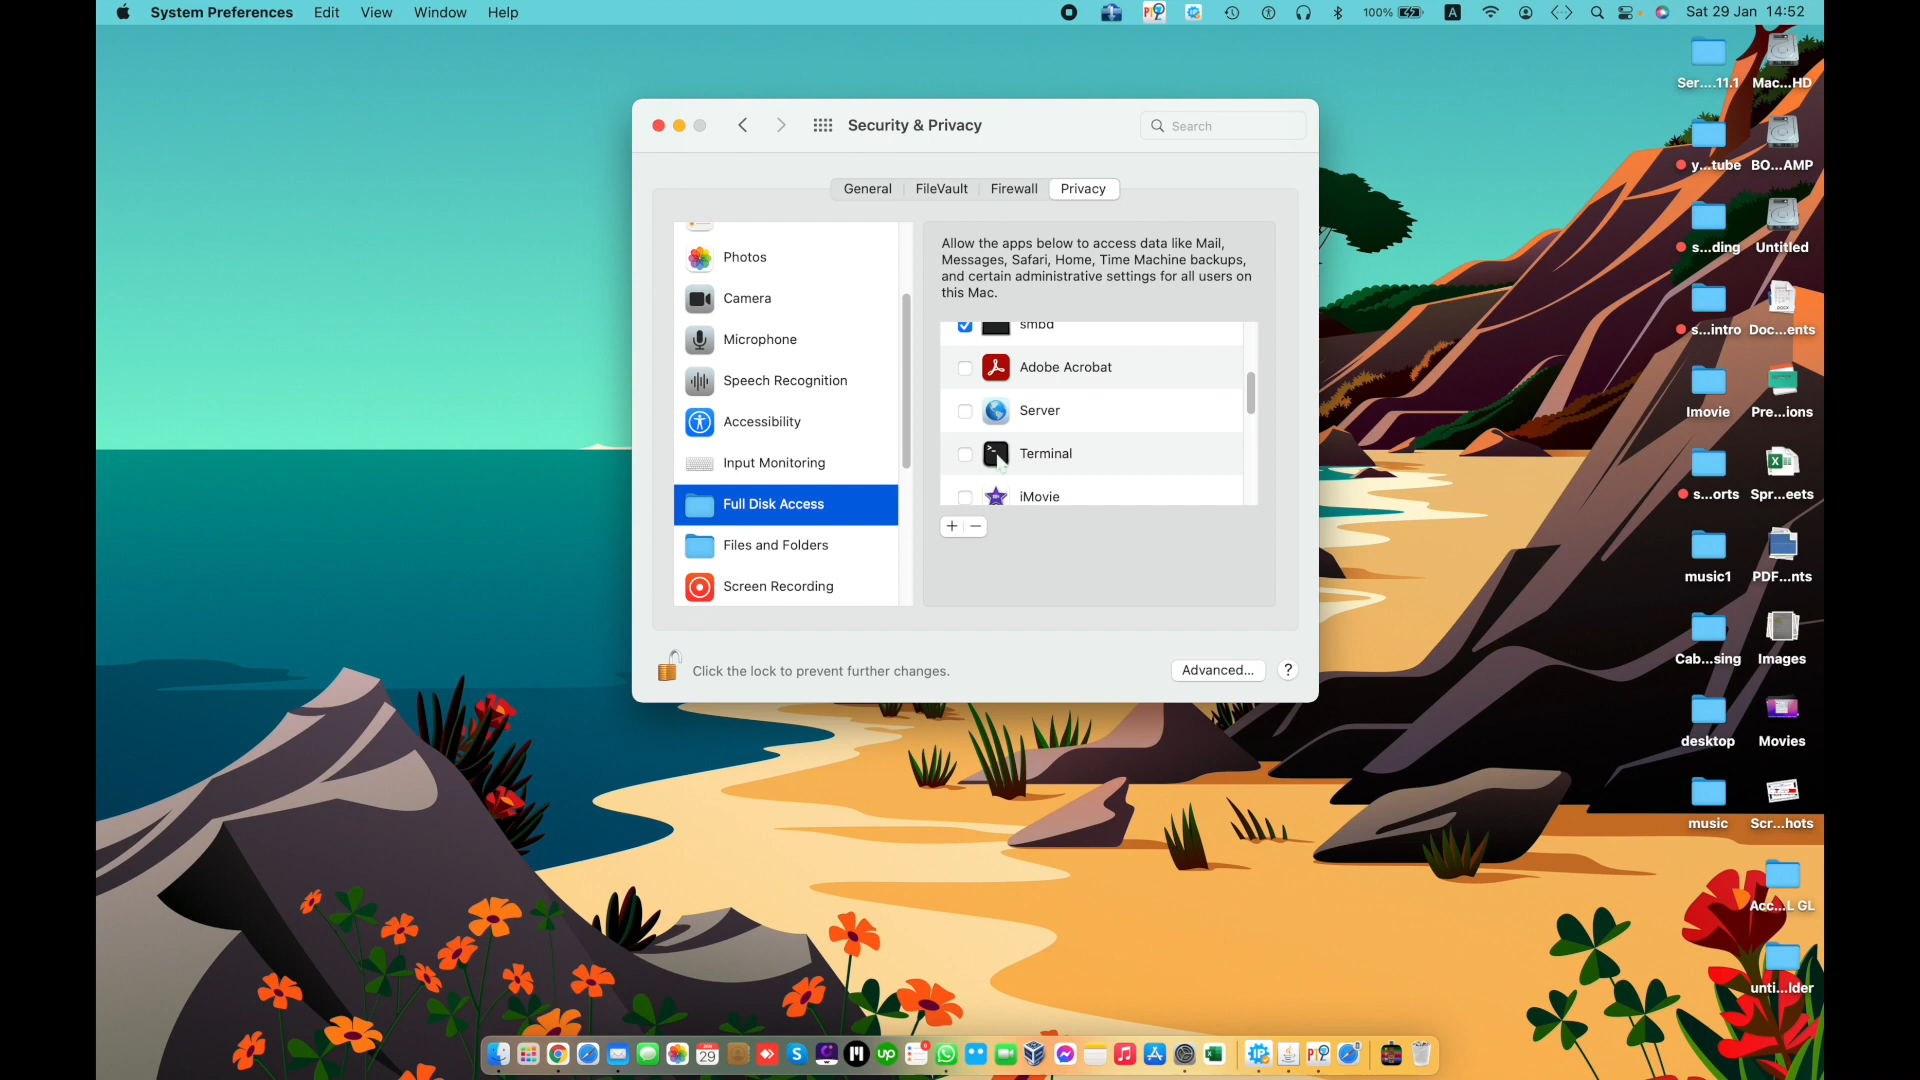 System Preferences Edit View Window Help
100% A Sat 29 Jan 14:52
Security & Privacy
Search
General FileVault Firewall Privacy
Photos
Camera
Microphone
Speech Recognition
Accessibility
Input Monitoring
Full Disk Access
Files and Folders
Screen Recording
Allow the apps below to access data like Mail,
Messages, Safari, Home, Time Machine backups,
and certain administrative settings for all users on
this Mac.
smbd
Adobe Acrobat
Server
Terminal
iMovie
+ −
Click the lock to prevent further changes.
Advanced... ?
Ser....11.1 Mac...HD
y...tube BO...AMP
s...ding Untitled
s...intro Doc...ents
Imovie Pre...ions
s...orts Spr...eets
music1 PDF...nts
Cab...sing Images
desktop Movies
music Scr...hots
Acc...L GL
unti...lder
JAN
29
up